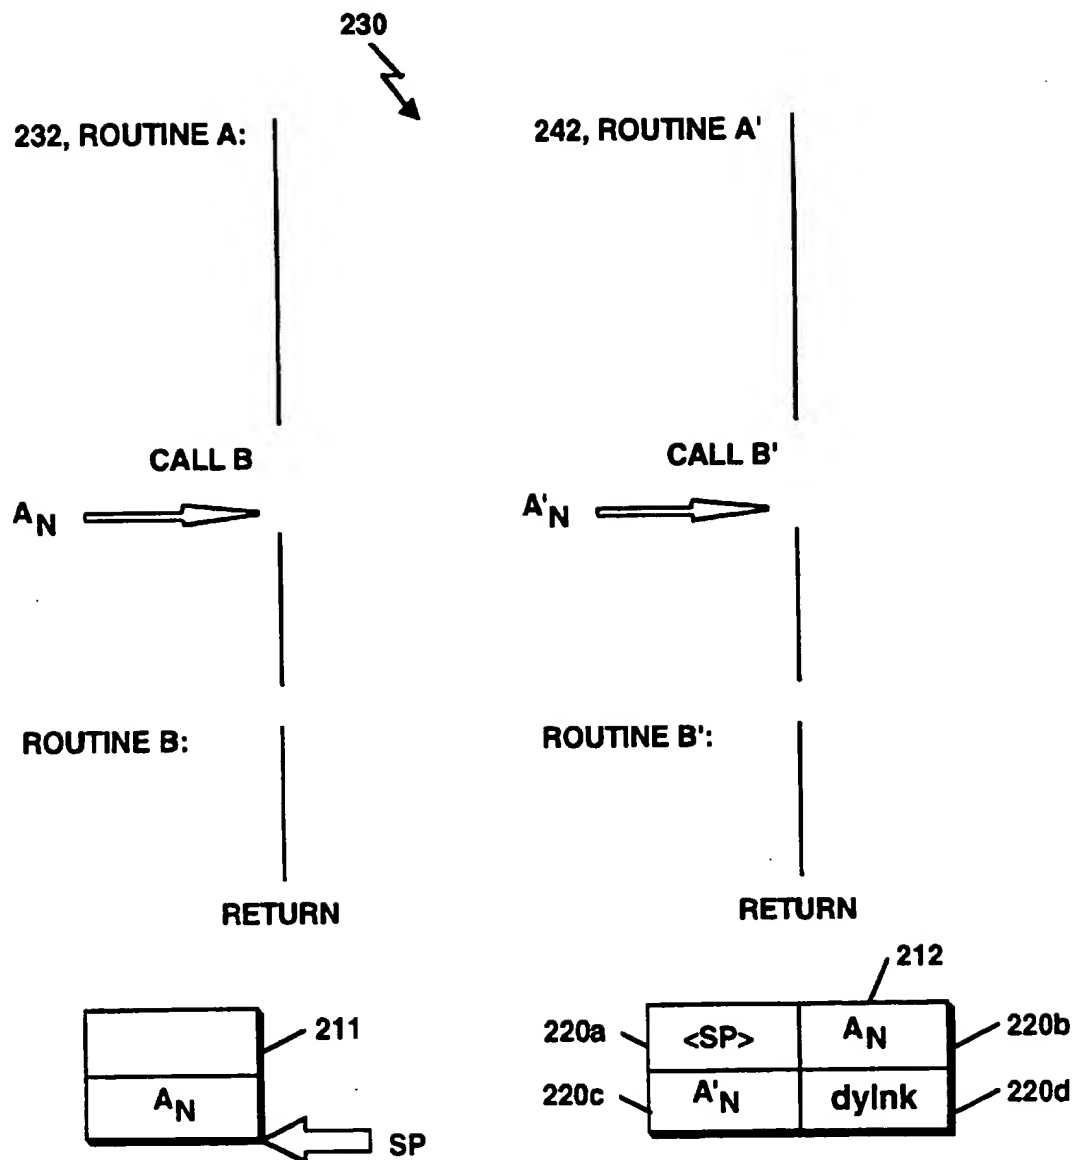 230
232, ROUTINE A:
242, ROUTINE A'
CALL B
CALL B'
AN
A'N
ROUTINE B:
ROUTINE B':
RETURN
RETURN
212
211
220a
<SP>
AN
220b
AN
220c
A'N
dylnk
220d
SP